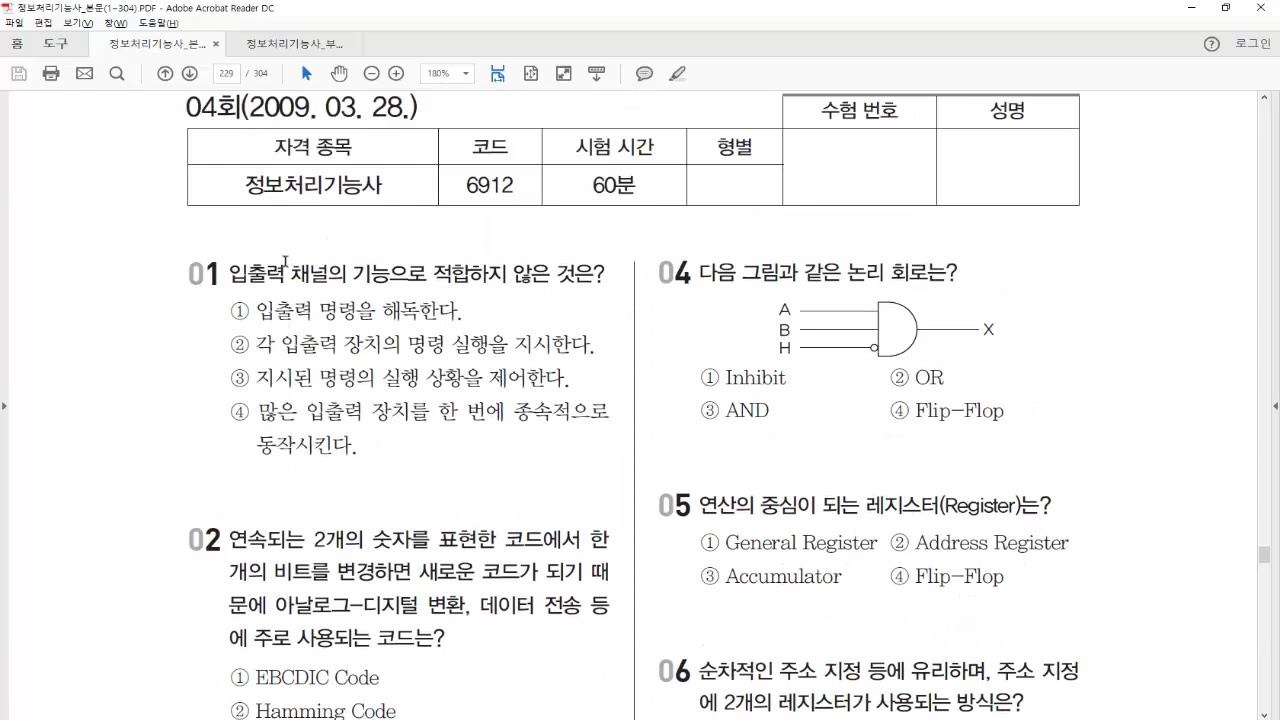 정보처리기능사_본문(1~304).PDF - Adobe Acrobat Reader DC
파일 편집 보기(V) 창(W) 도움말(H)
홈 도구 정보처리기능사_본... × 정보처리기능사_부... 로그인
229 / 304 180%
04회(2009. 03. 28.)
수험 번호 성명
자격 종목 코드 시험 시간 형별
정보처리기능사 6912 60분
01 입출력 채널의 기능으로 적합하지 않은 것은?
① 입출력 명령을 해독한다.
② 각 입출력 장치의 명령 실행을 지시한다.
③ 지시된 명령의 실행 상황을 제어한다.
④ 많은 입출력 장치를 한 번에 종속적으로
동작시킨다.
02 연속되는 2개의 숫자를 표현한 코드에서 한
개의 비트를 변경하면 새로운 코드가 되기 때
문에 아날로그-디지털 변환, 데이터 전송 등
에 주로 사용되는 코드는?
① EBCDIC Code
② Hamming Code
04 다음 그림과 같은 논리 회로는?
A
B
H
X
① Inhibit ② OR
③ AND ④ Flip-Flop
05 연산의 중심이 되는 레지스터(Register)는?
① General Register ② Address Register
③ Accumulator ④ Flip-Flop
06 순차적인 주소 지정 등에 유리하며, 주소 지정
에 2개의 레지스터가 사용되는 방식은?